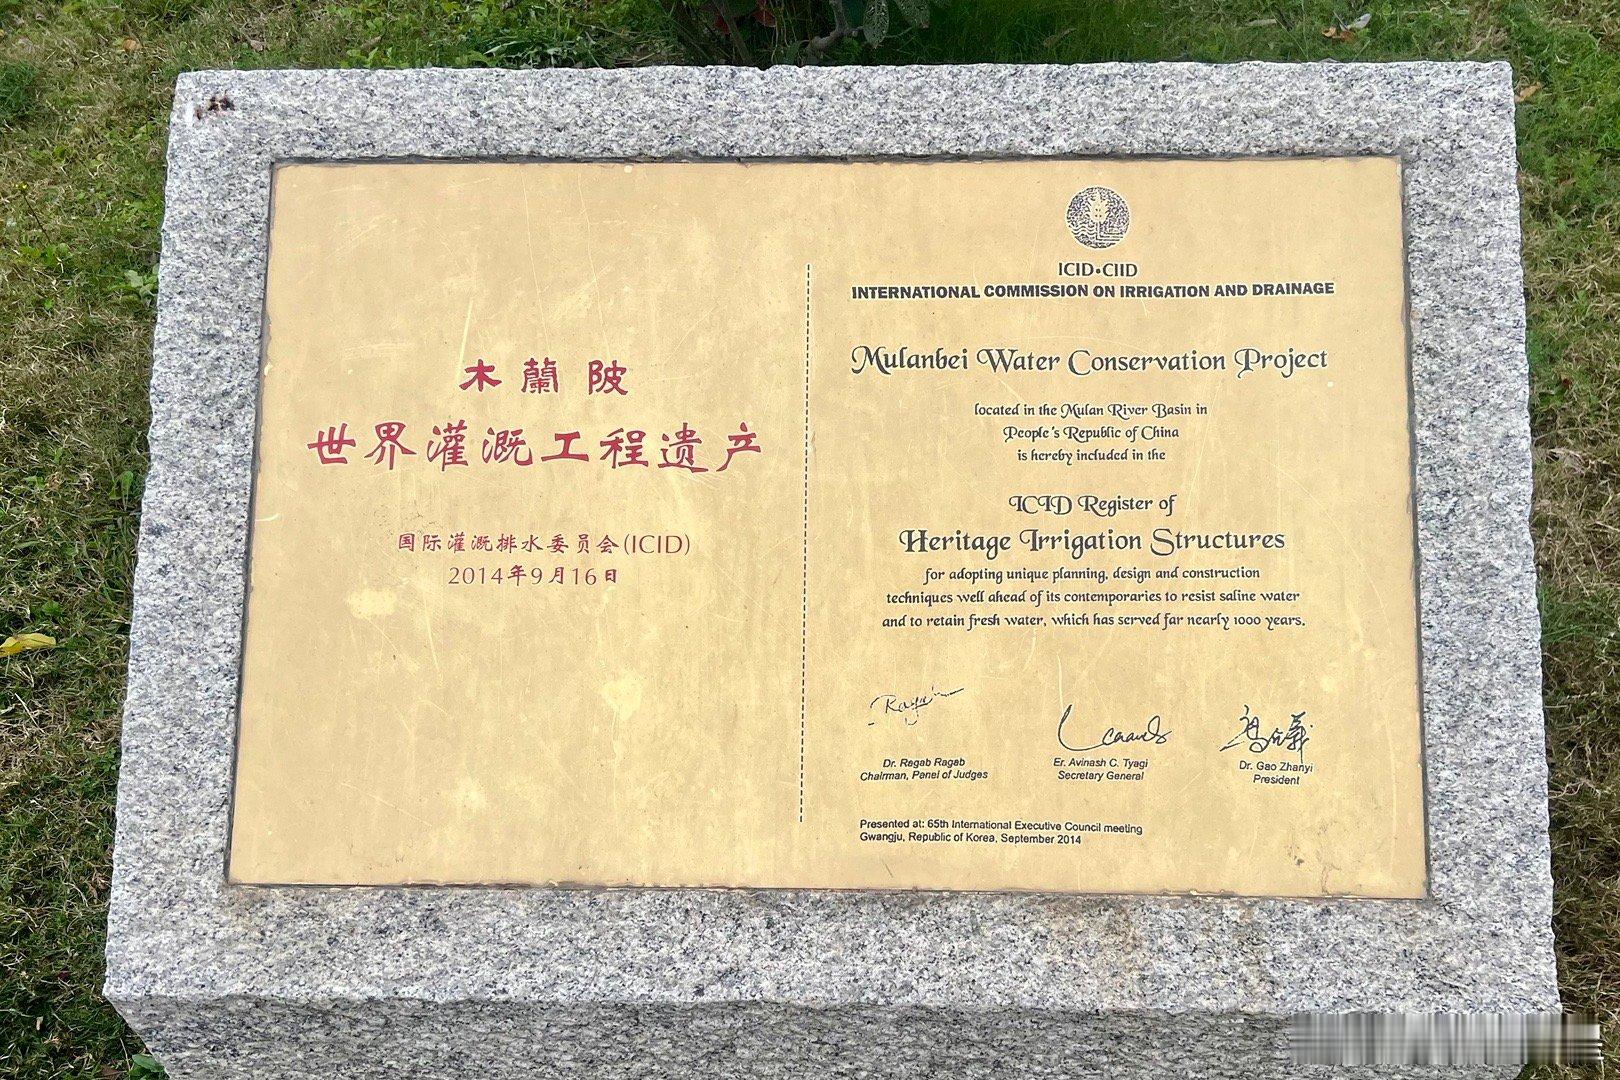 木蘭陂
世界灌溉工程遗产
国际灌溉排水委员会(ICID)
2014年9月16日
ICID•CIID
INTERNATIONAL COMMISSION ON IRRIGATION AND DRAINAGE
Mulanbei Water Conservation Project
located in the Mulan River Basin in
People's Republic of China
is hereby included in the
ICID Register of
Heritage Irrigation Structures
for adopting unique planning, design and construction
techniques well ahead of its contemporaries to resist saline water
and to retain fresh water, which has served far nearly 1000 years.
Dr. Ragab Ragab
Chairman, Panel of Judges
Er. Avinash C. Tyagi
Secretary General
Dr. Gao Zhanyi
President
Presented at: 65th International Executive Council meeting
Gwangju, Republic of Korea, September 2014